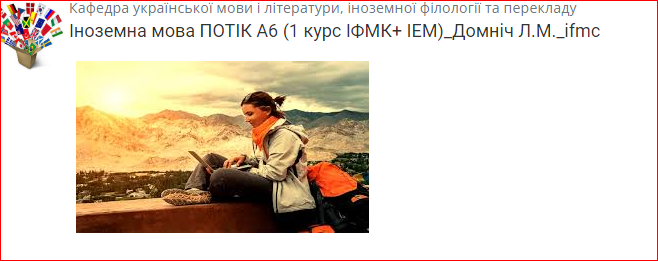 Кафедра української мови і літератури, іноземної філології та перекладу
Іноземна мова ПОТІК А6 (1 курс ІФМК+ ІЕМ)_Домніч Л.М._ifmc